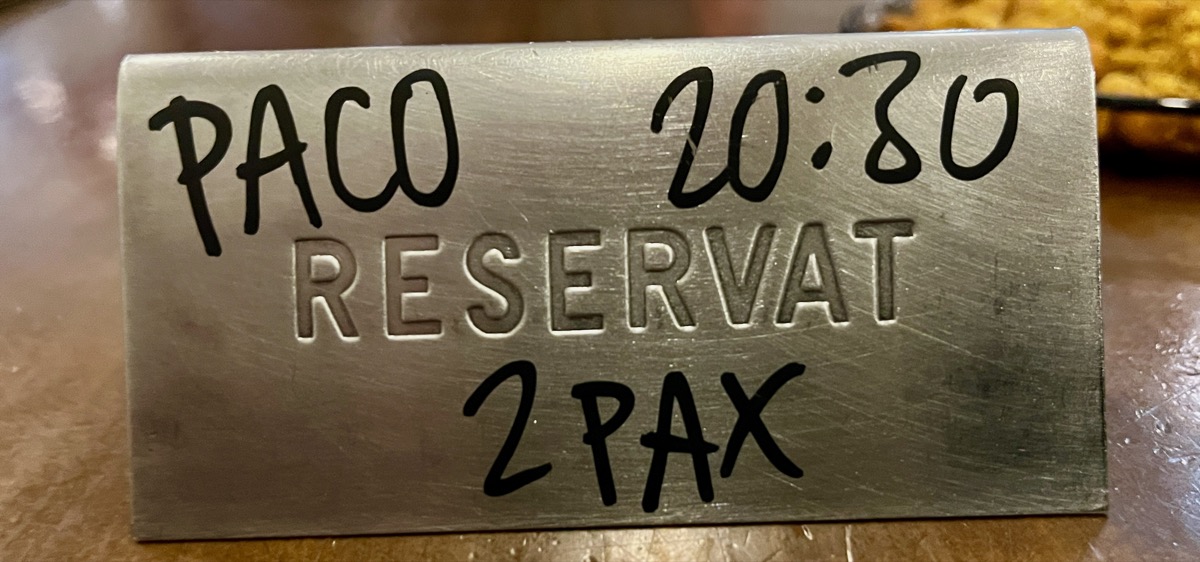 PACO 20:30
RESERVAT
2 PAX